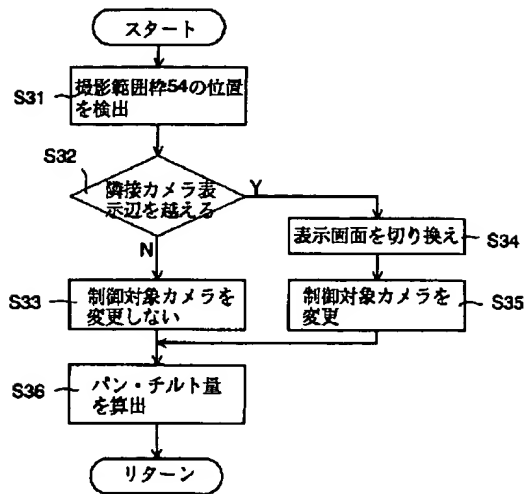 スタート
S31
撮影範囲枠54の位置
を検出
S32
隣接カメラ表
示辺を越える
Y
N
表示画面を切り換え
S34
S33
制御対象カメラを
変更しない
制御対象カメラを
変更
S35
S36
パン・チルト量
を算出
リターン